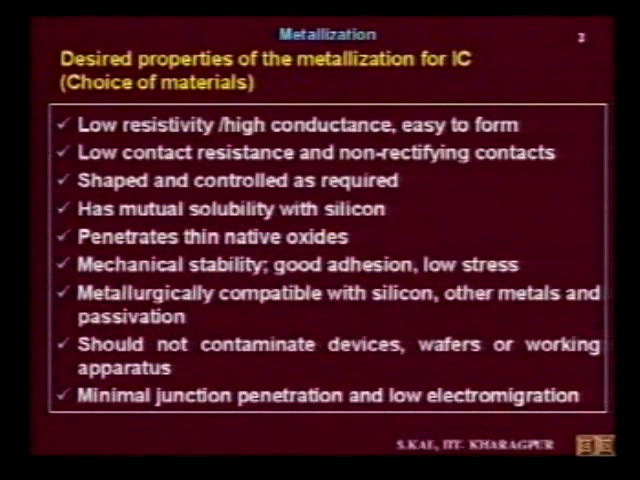 Metallization
3
Desired properties of the metallization for IC
(Choice of materials)
✓ Low resistivity /high conductance, easy to form
✓ Low contact resistance and non-rectifying contacts
✓ Shaped and controlled as required
✓ Has mutual solubility with silicon
✓ Penetrates thin native oxides
✓ Mechanical stability; good adhesion, low stress
✓ Metallurgically compatible with silicon, other metals and
passivation
✓ Should not contaminate devices, wafers or working
apparatus
✓ Minimal junction penetration and low electromigration
S.KAL, IIT- KHARAGPUR